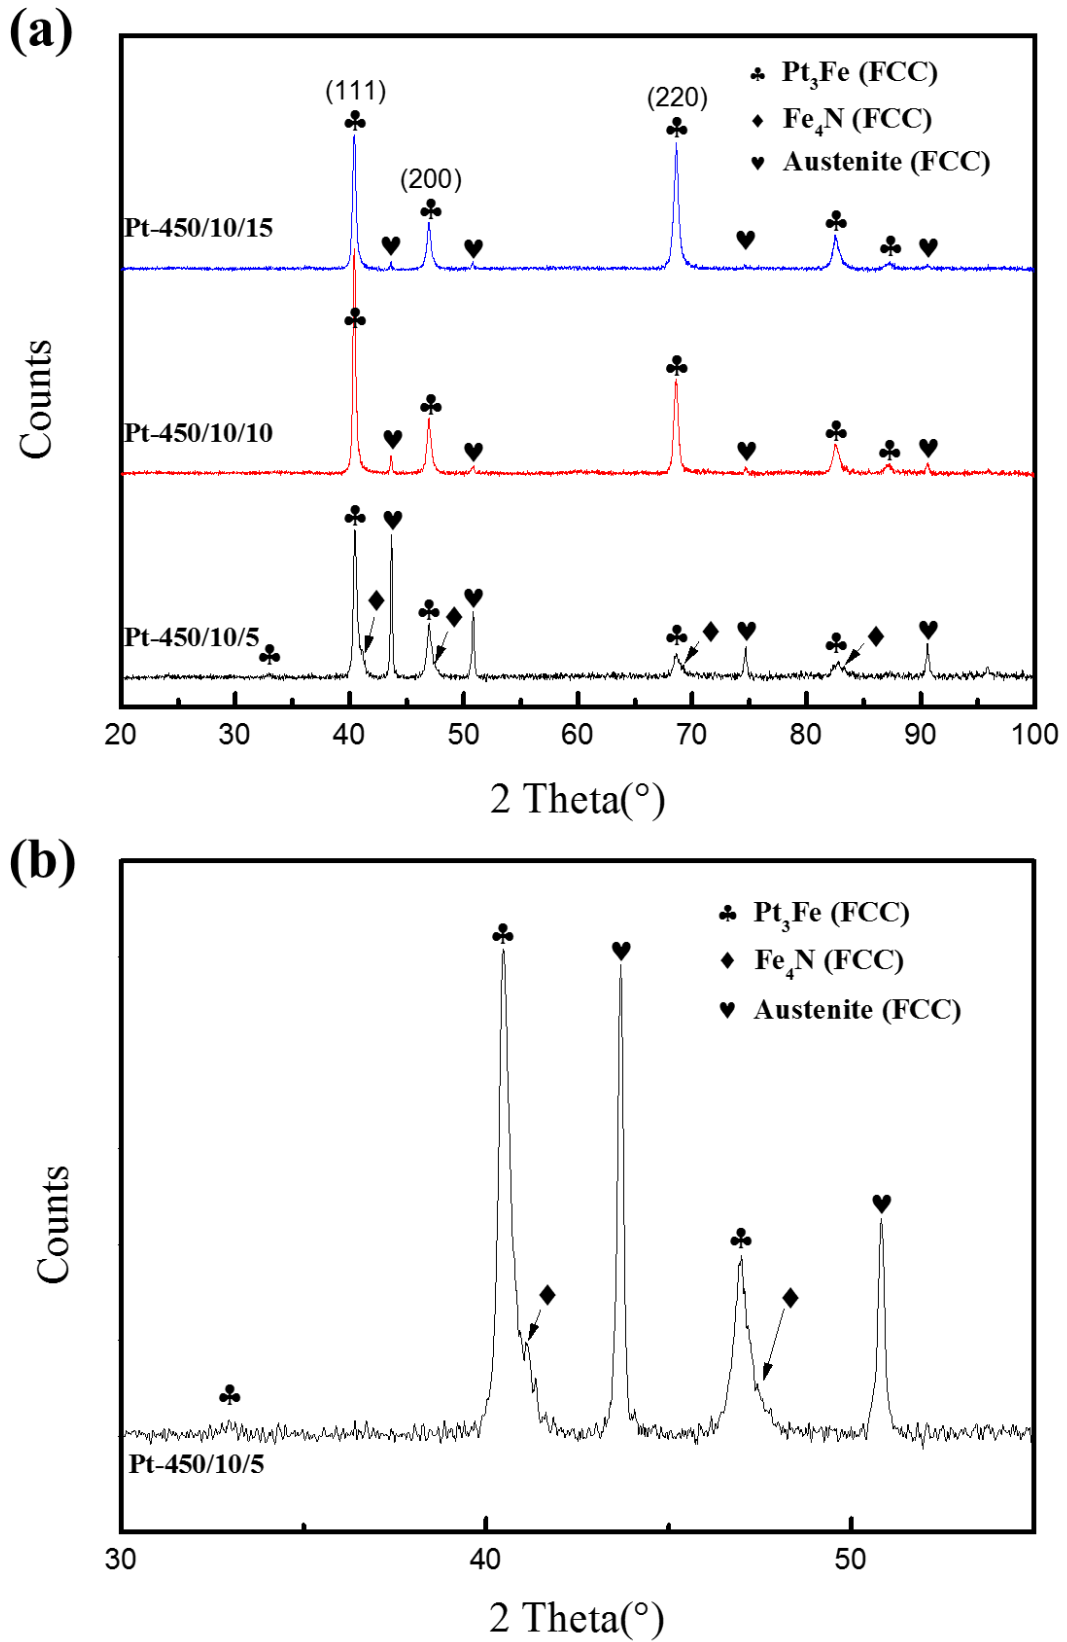 (a)
(111)
(200)
(220)
♣ Pt₃Fe (FCC)
♦ Fe₄N (FCC)
♥ Austenite (FCC)
Pt-450/10/15
Pt-450/10/10
Pt-450/10/5
Counts
20 30 40 50 60 70 80 90 100
2 Theta(°)
(b)
♣ Pt₃Fe (FCC)
♦ Fe₄N (FCC)
♥ Austenite (FCC)
Counts
Pt-450/10/5
30 40 50
2 Theta(°)